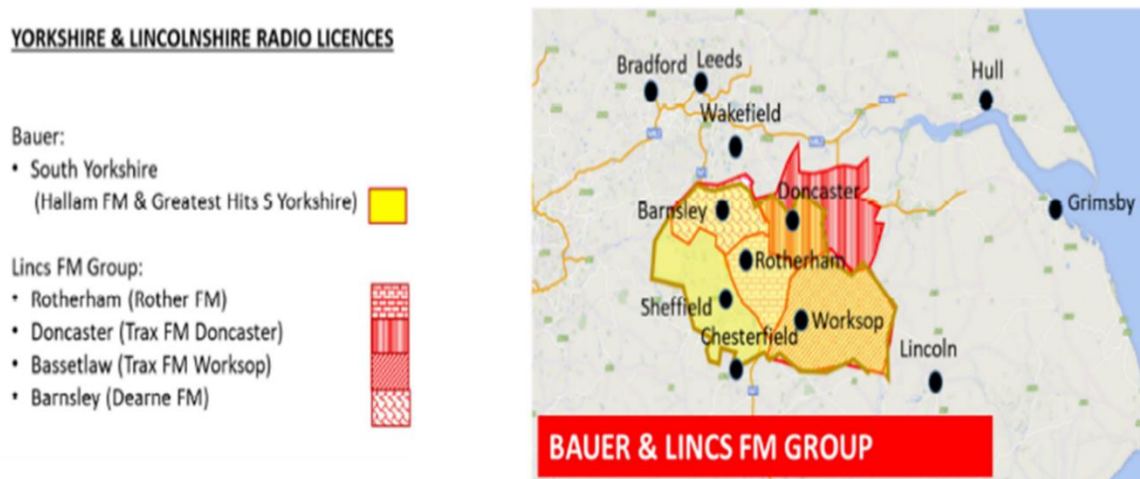 YORKSHIRE & LINCOLNSHIRE RADIO LICENCES
Bauer:
• South Yorkshire
(Hallam FM & Greatest Hits S Yorkshire)
Lincs FM Group:
• Rotherham (Rother FM)
• Doncaster (Trax FM Doncaster)
• Bassetlaw (Trax FM Worksop)
• Barnsley (Dearne FM)
Bradford
Leeds
Hull
Wakefield
Doncaster
Barnsley
Grimsby
Rotherham
Sheffield
Worksop
Chesterfield
Lincoln
BAUER & LINCS FM GROUP